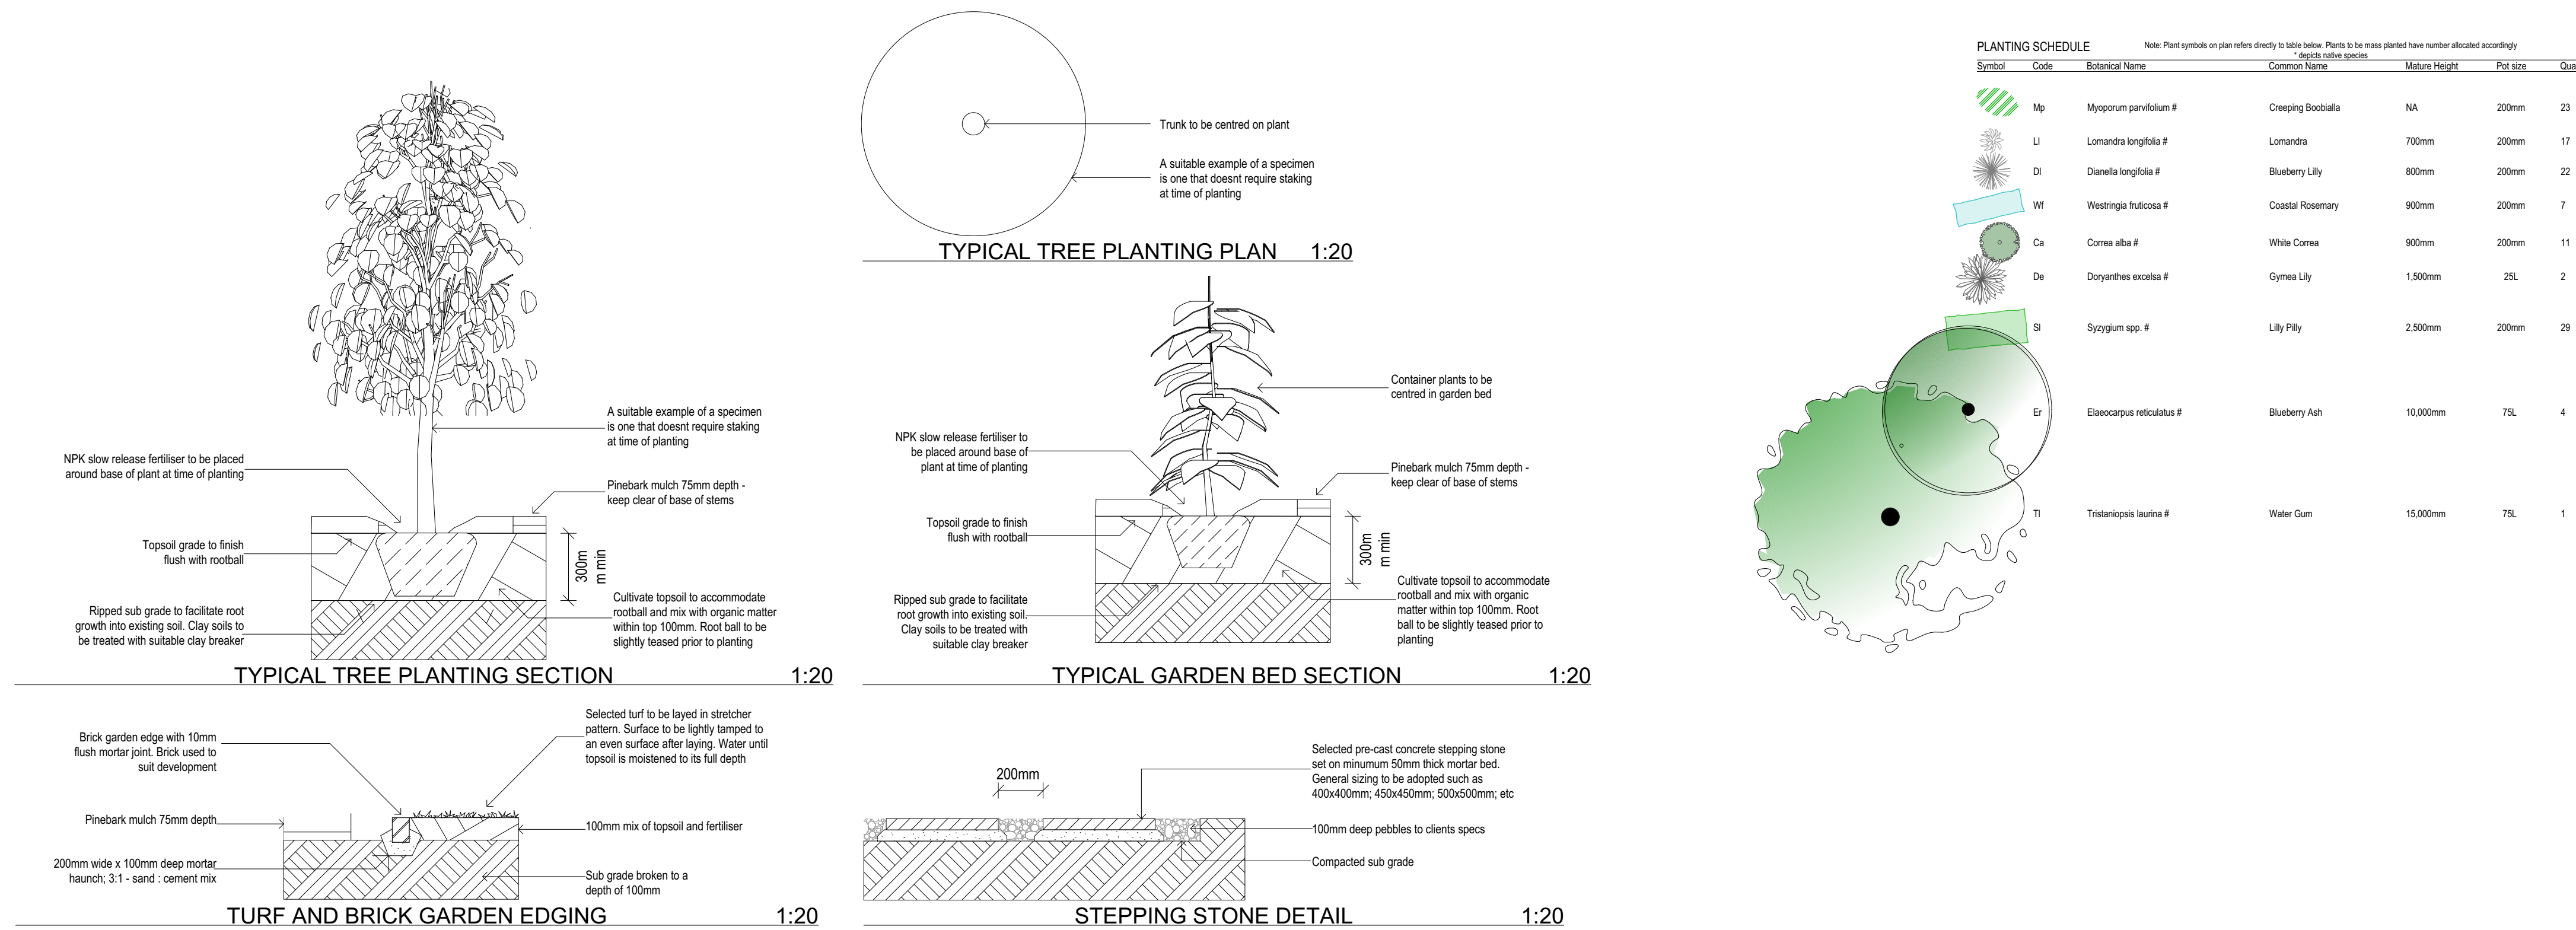 Trunk to be centred on plant
A suitable example of a specimen
is one that doesnt require staking
at time of planting
TYPICAL TREE PLANTING PLAN 1:20
A suitable example of a specimen
is one that doesnt require staking
at time of planting
NPK slow release fertiliser to be placed
around base of plant at time of planting
Pinebark mulch 75mm depth -
keep clear of base of stems
Topsoil grade to finish
flush with rootball
300m
m min
Ripped sub grade to facilitate root
growth into existing soil. Clay soils to
be treated with suitable clay breaker
Cultivate topsoil to accommodate
rootball and mix with organic matter
within top 100mm. Root ball to be
slightly teased prior to planting
TYPICAL TREE PLANTING SECTION 1:20
Container plants to be
centred in garden bed
NPK slow release fertiliser to
be placed around base of
plant at time of planting
Pinebark mulch 75mm depth -
keep clear of base of stems
Topsoil grade to finish
flush with rootball
300m
m min
Ripped sub grade to facilitate
root growth into existing soil.
Clay soils to be treated with
suitable clay breaker
Cultivate topsoil to accommodate
rootball and mix with organic
matter within top 100mm. Root
ball to be slightly teased prior to
planting
TYPICAL GARDEN BED SECTION 1:20
Brick garden edge with 10mm
flush mortar joint. Brick used to
suit development
Selected turf to be layed in stretcher
pattern. Surface to be lightly tamped to
an even surface after laying. Water until
topsoil is moistened to its full depth
Pinebark mulch 75mm depth
100mm mix of topsoil and fertiliser
200mm wide x 100mm deep mortar
haunch; 3:1 - sand : cement mix
Sub grade broken to a
depth of 100mm
TURF AND BRICK GARDEN EDGING 1:20
200mm
Selected pre-cast concrete stepping stone
set on minumum 50mm thick mortar bed.
General sizing to be adopted such as
400x400mm; 450x450mm; 500x500mm; etc
100mm deep pebbles to clients specs
Compacted sub grade
STEPPING STONE DETAIL 1:20
PLANTING SCHEDULE Note: Plant symbols on plan refers directly to table below. Plants to be mass planted have number allocated accordingly
* depicts native species
Symbol Code Botanical Name Common Name Mature Height Pot size Qua
Mp Myoporum parvifolium # Creeping Boobialla NA 200mm 23
Ll Lomandra longifolia # Lomandra 700mm 200mm 17
Dl Dianella longifolia # Blueberry Lilly 800mm 200mm 22
Wf Westringia fruticosa # Coastal Rosemary 900mm 200mm 7
Ca Correa alba # White Correa 900mm 200mm 11
De Doryanthes excelsa # Gymea Lily 1,500mm 25L 2
Sl Syzygium spp. # Lilly Pilly 2,500mm 200mm 29
Er Elaeocarpus reticulatus # Blueberry Ash 10,000mm 75L 4
Tl Tristaniopsis laurina # Water Gum 15,000mm 75L 1